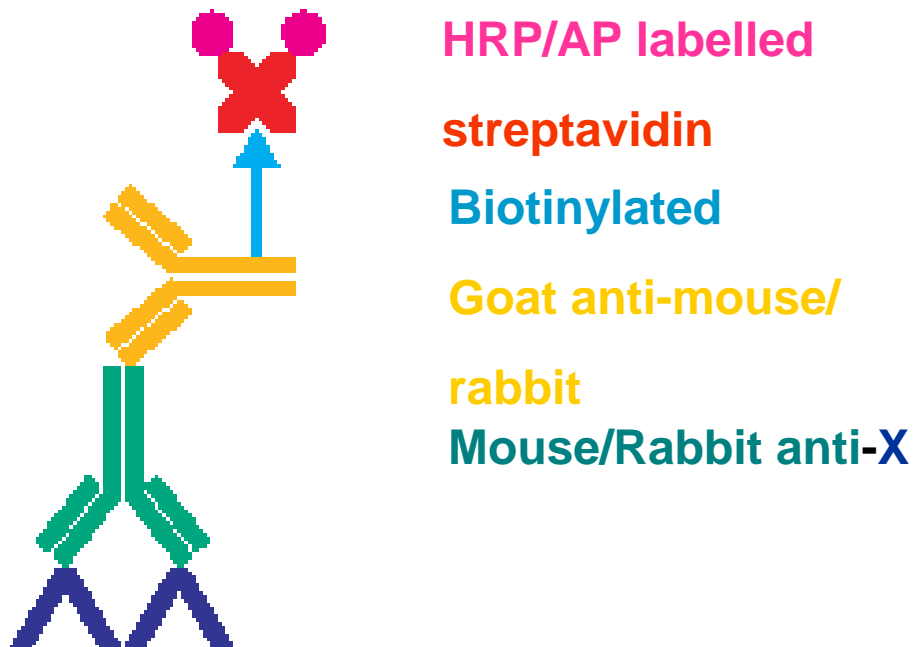 HRP/AP labelled
streptavidin
Biotinylated
Goat anti-mouse/
rabbit
Mouse/Rabbit anti-X